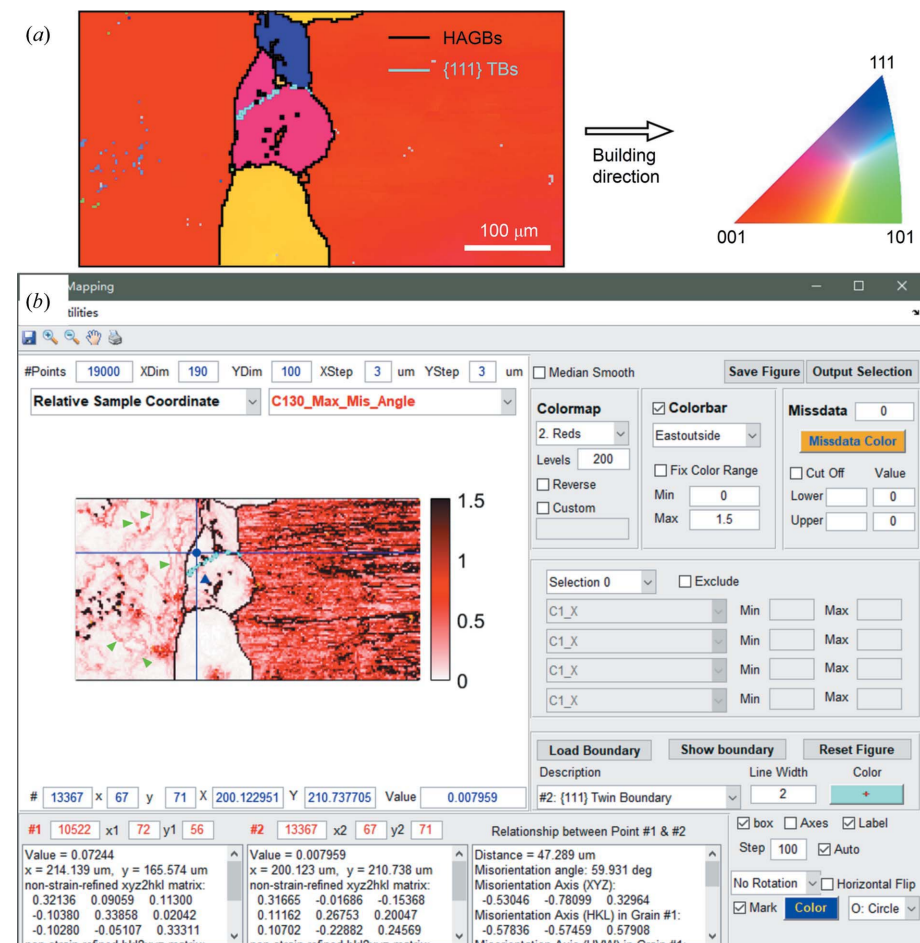 (a)
HAGBs
{111} TBs
100 μm
Building
direction
111
001
101
(b)
Mapping
tilities
#Points 19000 XDim 190 YDim 100 XStep 3 um YStep 3 um
Relative Sample Coordinate C130_Max_Mis_Angle
1.5
1
0.5
0
# 13367 x 67 y 71 X 200.122951 Y 210.737705 Value 0.007959
Median Smooth Save Figure Output Selection
Colormap
2. Reds
Levels 200
Reverse
Custom
Colorbar
Eastoutside
Fix Color Range
Min 0
Max 1.5
Missdata 0
Missdata Color
Cut Off Value
Lower 0
Upper 0
Selection 0 Exclude
C1_X Min Max
C1_X Min Max
C1_X Min Max
C1_X Min Max
Load Boundary Show boundary Reset Figure
Description Line Width Color
#2: {111} Twin Boundary 2 +
#1 10522 x1 72 y1 56
Value = 0.07244
x = 214.139 um, y = 165.574 um
non-strain-refined xyz2hkl matrix:
0.32136 0.09059 0.11300
-0.10380 0.33858 0.02042
-0.10280 -0.05107 0.33311
#2 13367 x2 67 y2 71
Value = 0.007959
x = 200.123 um, y = 210.738 um
non-strain-refined xyz2hkl matrix:
0.31665 -0.01686 -0.15368
0.11162 0.26753 0.20047
0.10702 -0.22882 0.24569
Relationship between Point #1 & #2
Distance = 47.289 um
Misorientation angle: 59.931 deg
Misorientation Axis (XYZ):
-0.53046 -0.78099 0.32964
Misorientation Axis (HKL) in Grain #1:
-0.57836 -0.57459 0.57908
box Axes Label
Step 100 Auto
No Rotation Horizontal Flip
Mark Color O: Circle